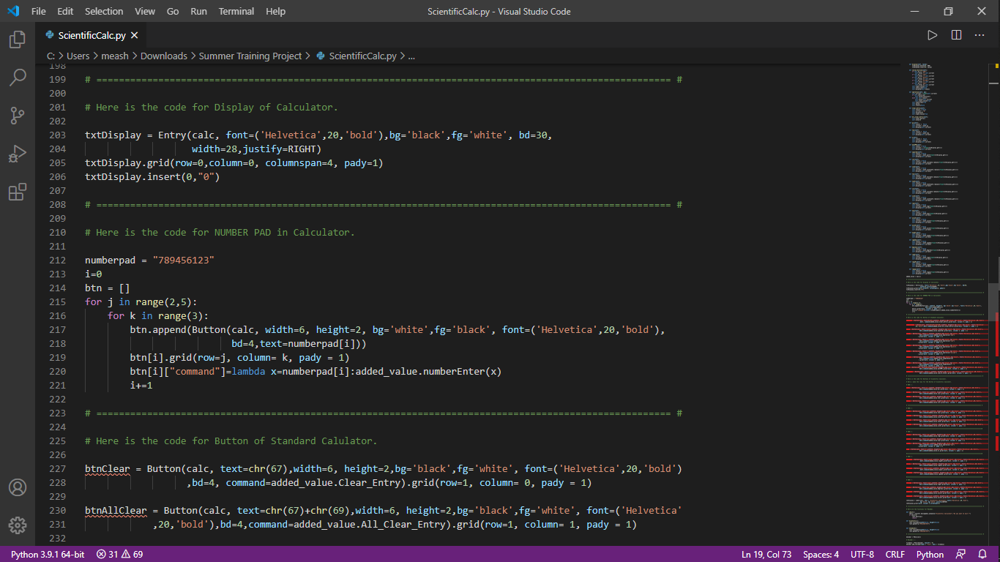 File Edit Selection View Go Run Terminal Help ScientificCalc.py - Visual Studio Code
ScientificCalc.py
C: > Users > meash > Downloads > Summer Training Project > ScientificCalc.py > ...
198
199 # ====================================================================================================== #
200
201 # Here is the code for Display of Calculator.
202
203 txtDisplay = Entry(calc, font=('Helvetica',20,'bold'),bg='black',fg='white', bd=30,
204 width=28,justify=RIGHT)
205 txtDisplay.grid(row=0,column=0, columnspan=4, pady=1)
206 txtDisplay.insert(0,"0")
207
208 # ====================================================================================================== #
209
210 # Here is the code for NUMBER PAD in Calculator.
211
212 numberpad = "789456123"
213 i=0
214 btn = []
215 for j in range(2,5):
216 for k in range(3):
217 btn.append(Button(calc, width=6, height=2, bg='white',fg='black', font=('Helvetica',20,'bold'),
218 bd=4,text=numberpad[i]))
219 btn[i].grid(row=j, column= k, pady = 1)
220 btn[i]["command"]=lambda x=numberpad[i]:added_value.numberEnter(x)
221 i+=1
222
223 # ====================================================================================================== #
224
225 # Here is the code for Button of Standard Calulator.
226
227 btnClear = Button(calc, text=chr(67),width=6, height=2,bg='black',fg='white', font=('Helvetica',20,'bold')
228 ,bd=4, command=added_value.Clear_Entry).grid(row=1, column= 0, pady = 1)
229
230 btnAllClear = Button(calc, text=chr(67)+chr(69),width=6, height=2,bg='black',fg='white', font=('Helvetica'
231 ,20,'bold'),bd=4,command=added_value.All_Clear_Entry).grid(row=1, column= 1, pady = 1)
232
Python 3.9.1 64-bit 31 69 Ln 19, Col 73 Spaces: 4 UTF-8 CRLF Python